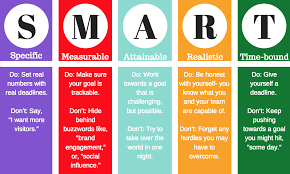 S M A R T
Specific
Measurable
Attainable
Realistic
Time-bound
Do: Set real
numbers with
real deadlines.
Don't: Say,
"I want more
visitors."
Do: Make sure
your goal is
trackable.
Don't: Hide
behind
buzzwords like,
"brand
engagement,"
or, "social
influence."
Do: Work
towards a goal
that is
challenging,
but possible.
Don't: Try to
take over the
world in one
night.
Do: Be honest
with yourself-
you know what
you and your
team are
capable of.
Don't: Forget any
hurdles you may
have to
overcome.
Do: Give
yourself a
deadline.
Don't: Keep
pushing
towards a goal
you might hit,
"some day."